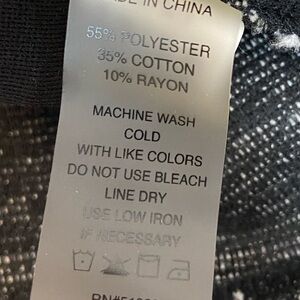 IN CHINA
55% POLYESTER
35% COTTON
10% RAYON
MACHINE WASH
COLD
WITH LIKE COLORS
DO NOT USE BLEACH
LINE DRY
USE LOW IRON
IF NECESSARY